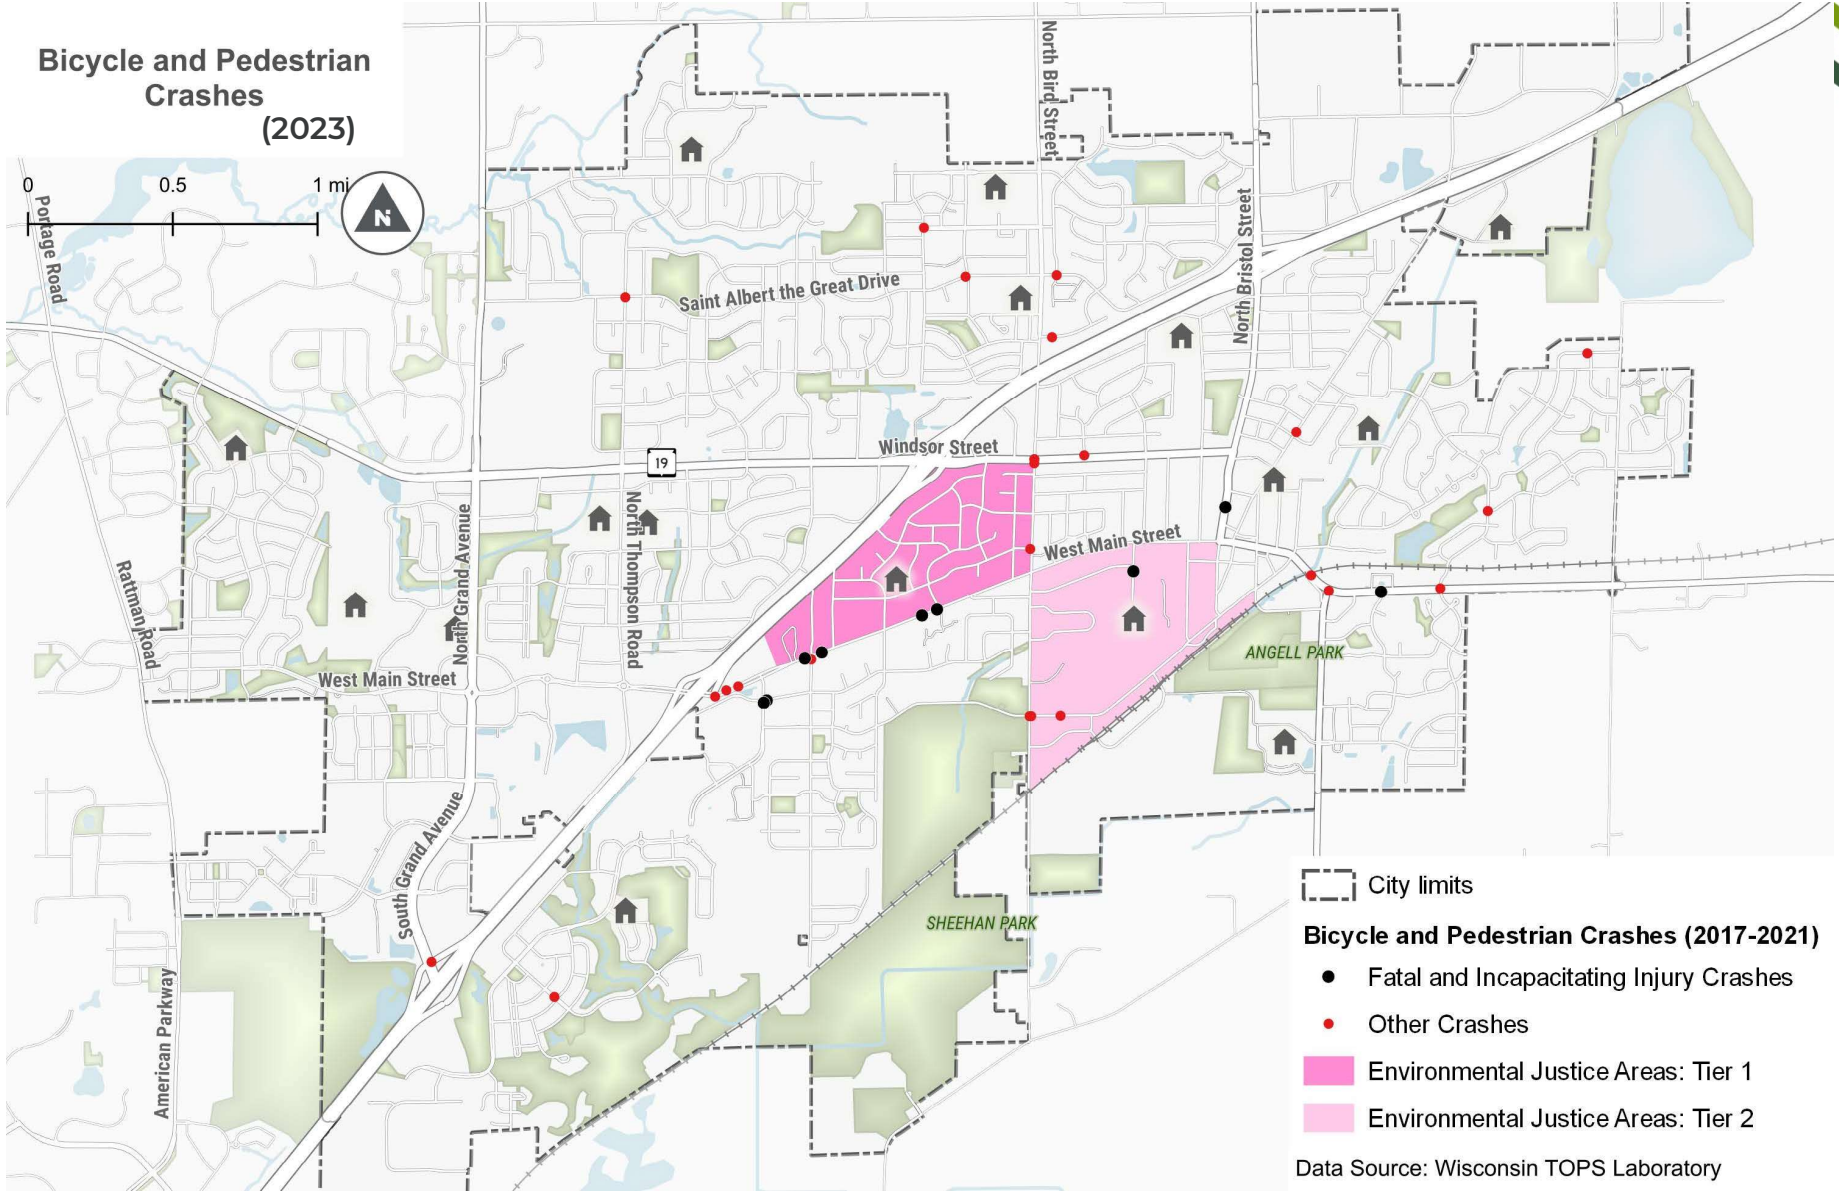 Bicycle and Pedestrian
Crashes
(2023)
0 0.5 1 mi
N
Portage Road
North Bird Street
North Bristol Street
Saint Albert the Great Drive
Windsor Street
19
North Thompson Road
North Grand Avenue
Rattman Road
West Main Street
West Main Street
ANGELL PARK
South Grand Avenue
SHEEHAN PARK
American Parkway
City limits
Bicycle and Pedestrian Crashes (2017-2021)
Fatal and Incapacitating Injury Crashes
Other Crashes
Environmental Justice Areas: Tier 1
Environmental Justice Areas: Tier 2
Data Source: Wisconsin TOPS Laboratory